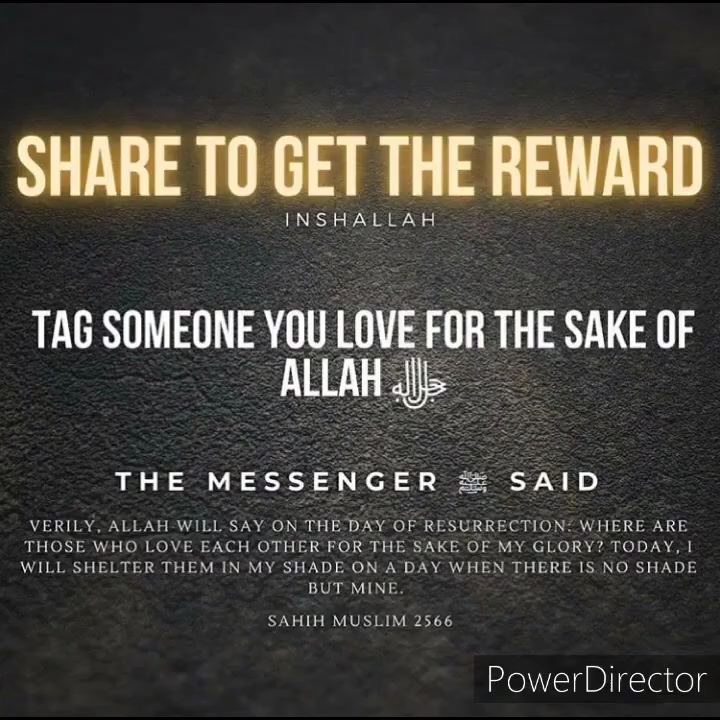 SHARE TO GET THE REWARD
INSHALLAH
TAG SOMEONE YOU LOVE FOR THE SAKE OF
ALLAH ﷻ
THE MESSENGER ﷺ SAID
VERILY, ALLAH WILL SAY ON THE DAY OF RESURRECTION: WHERE ARE
THOSE WHO LOVE EACH OTHER FOR THE SAKE OF MY GLORY? TODAY, I
WILL SHELTER THEM IN MY SHADE ON A DAY WHEN THERE IS NO SHADE
BUT MINE.
SAHIH MUSLIM 2566
PowerDirector